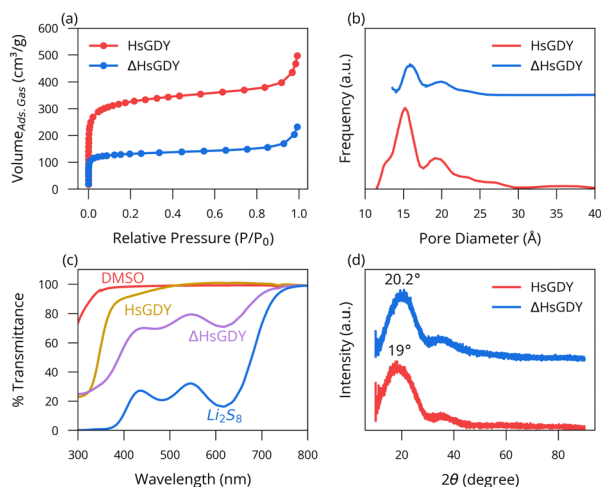 (a)
HsGDY
ΔHsGDY
600
500
400
300
200
100
0
Volume_Ads. Gas (cm³/g)
0.0 0.2 0.4 0.6 0.8 1.0
Relative Pressure (P/P₀)
(b)
HsGDY
ΔHsGDY
Frequency (a.u.)
10 15 20 25 30 35 40
Pore Diameter (Å)
(c)
DMSO
HsGDY
ΔHsGDY
Li₂S₈
100
80
60
40
20
0
% Transmittance
300 400 500 600 700 800
Wavelength (nm)
(d)
20.2°
19°
HsGDY
ΔHsGDY
Intensity (a.u.)
20 40 60 80
2θ (degree)